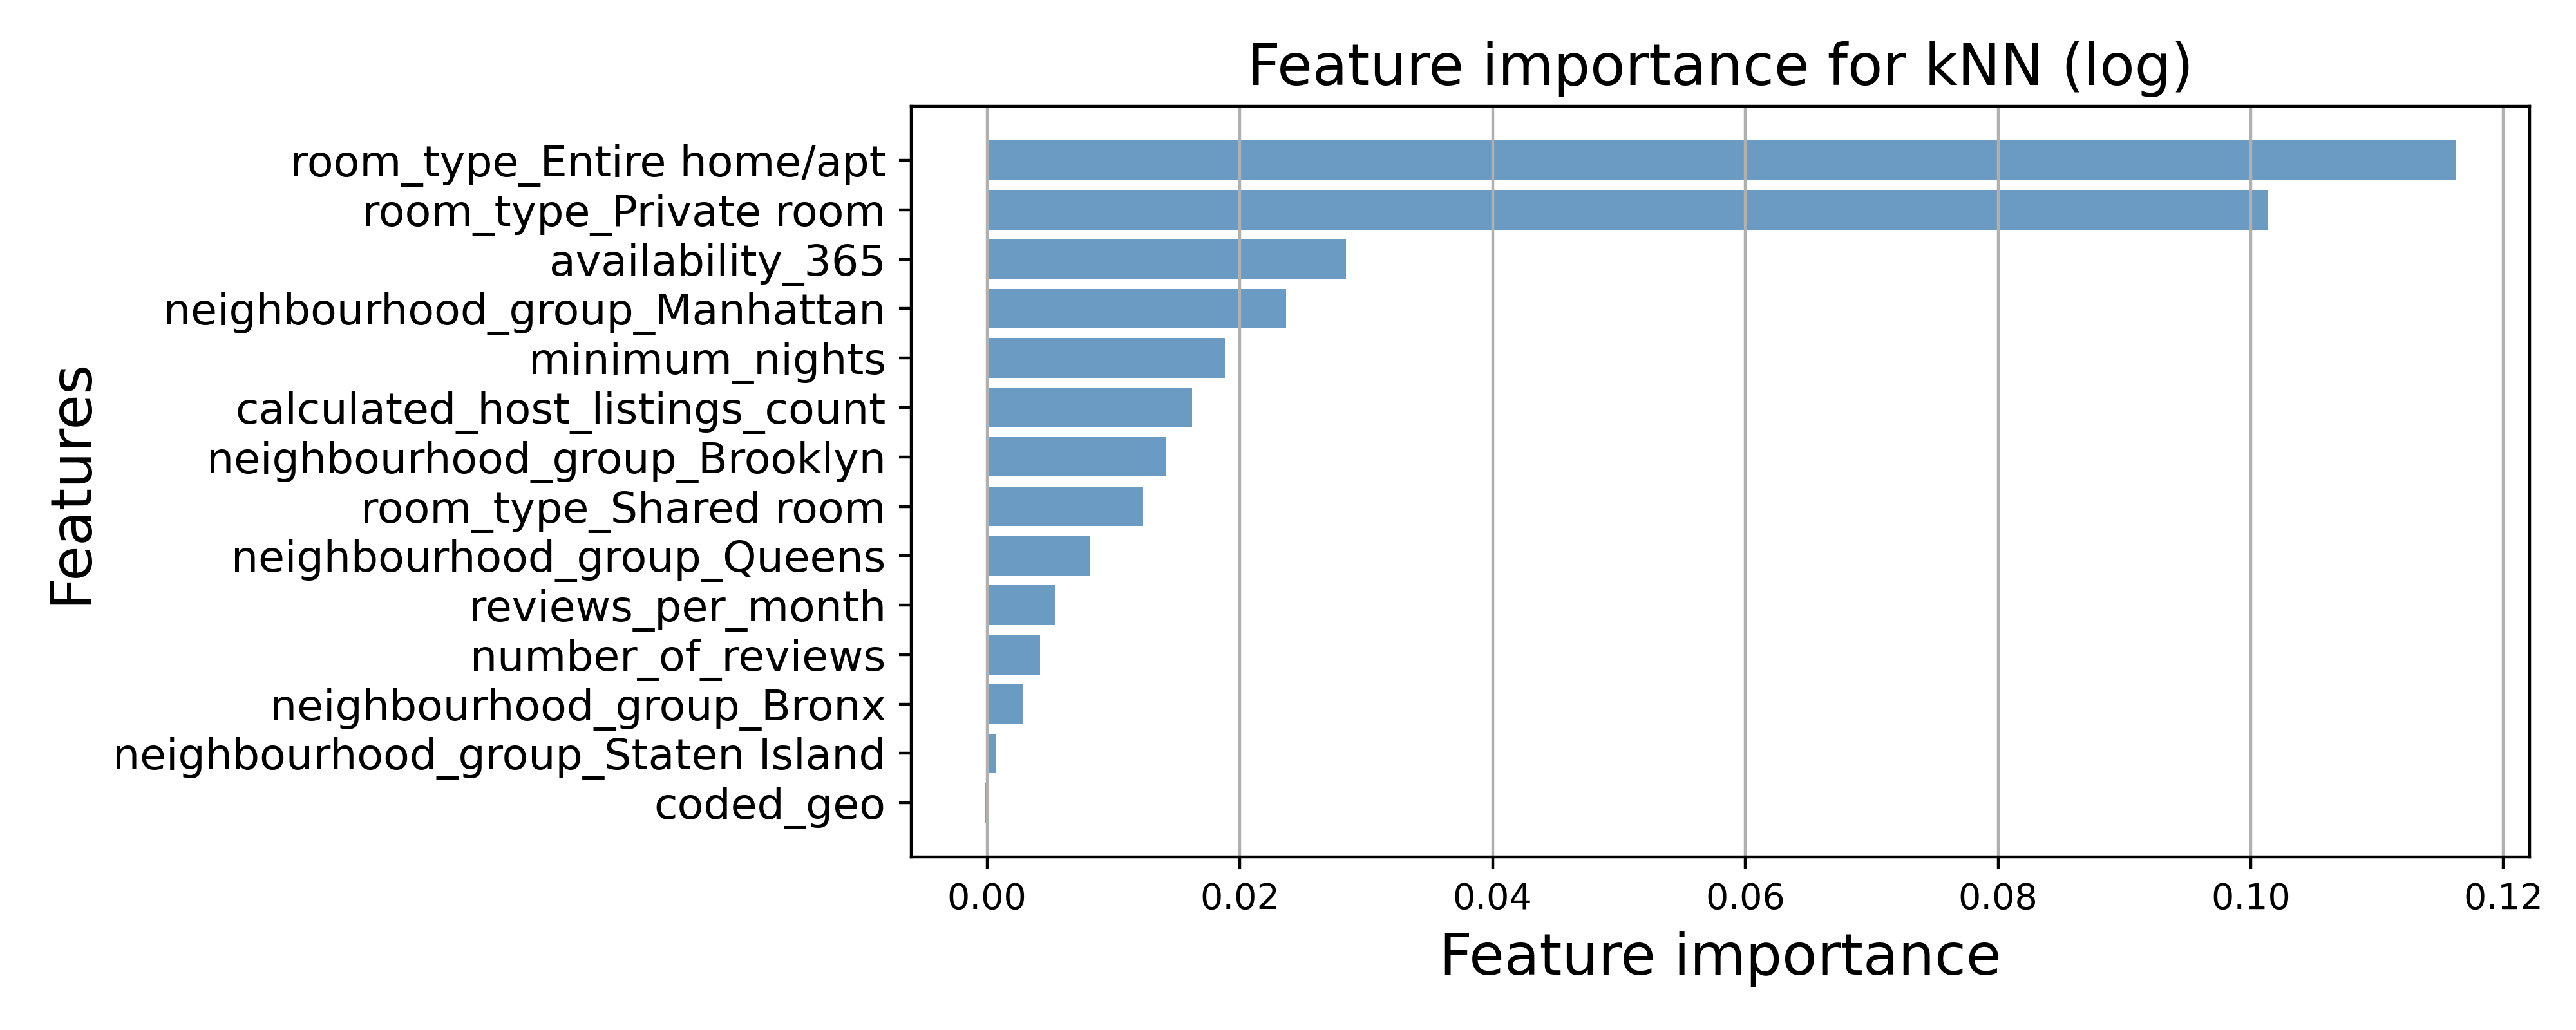 Feature importance for kNN (log)
room_type_Entire home/apt
room_type_Private room
availability_365
neighbourhood_group_Manhattan
minimum_nights
calculated_host_listings_count
neighbourhood_group_Brooklyn
room_type_Shared room
neighbourhood_group_Queens
reviews_per_month
number_of_reviews
neighbourhood_group_Bronx
neighbourhood_group_Staten Island
coded_geo
Features
0.00 0.02 0.04 0.06 0.08 0.10 0.12
Feature importance